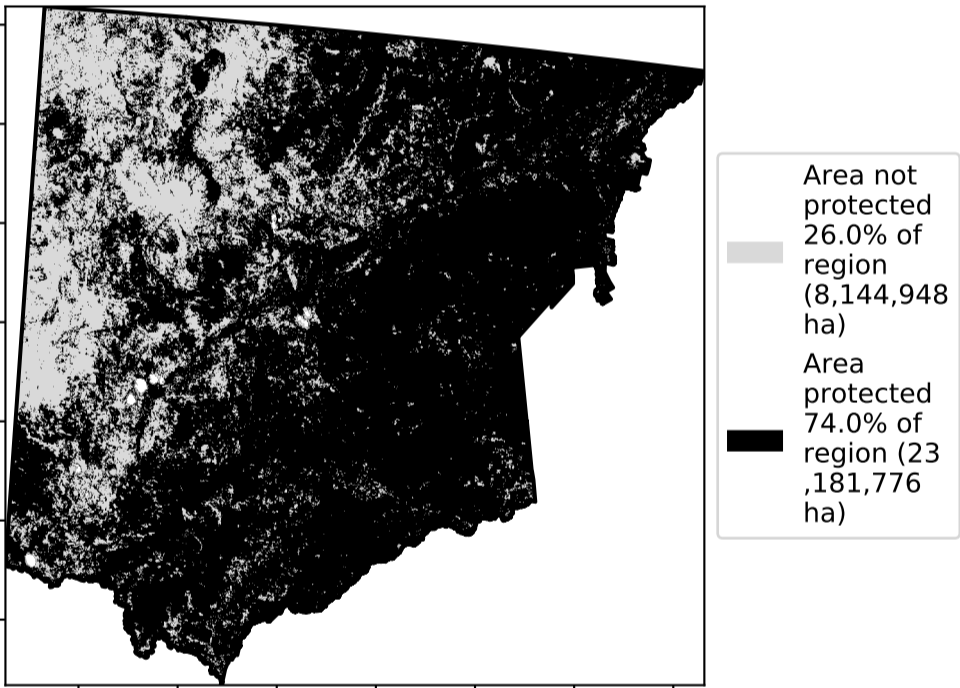 Area not
protected
26.0% of
region
(8,144,948
ha)
Area
protected
74.0% of
region (23
,181,776
ha)